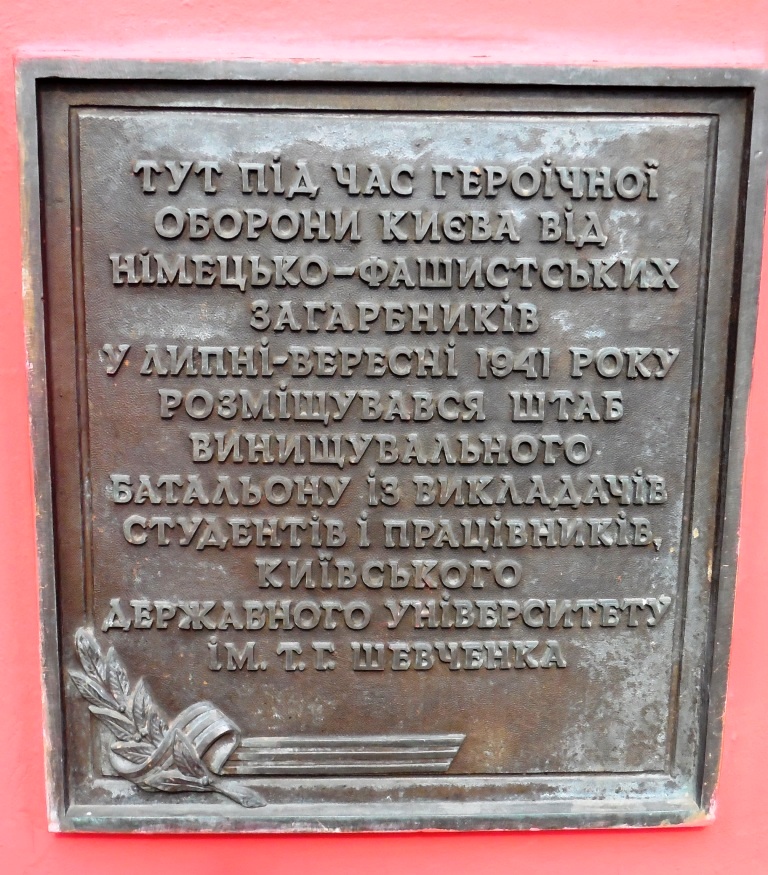 ТУТ ПІД ЧАС ГЕРОІЧНОЇ
ОБОРОНИ КИЄВА ВІД
НІМЕЦЬКО-ФАШИСТСЬКИХ
ЗАГАРБНИКІВ
У ЛИПНІ-ВЕРЕСНІ 1941 РОКУ
РОЗМІЩУВАВСЯ ШТАБ
ВИНИЩУВАЛЬНОГО
БАТАЛЬОНУ ІЗ ВИКЛАДАЧІВ
СТУДЕНТІВ І ПРАЦІВНИКІВ,
КИЇВСЬКОГО
ДЕРЖАВНОГО УНІВЕРСИТЕТУ
ІМ. Т. Г. ШЕВЧЕНКА